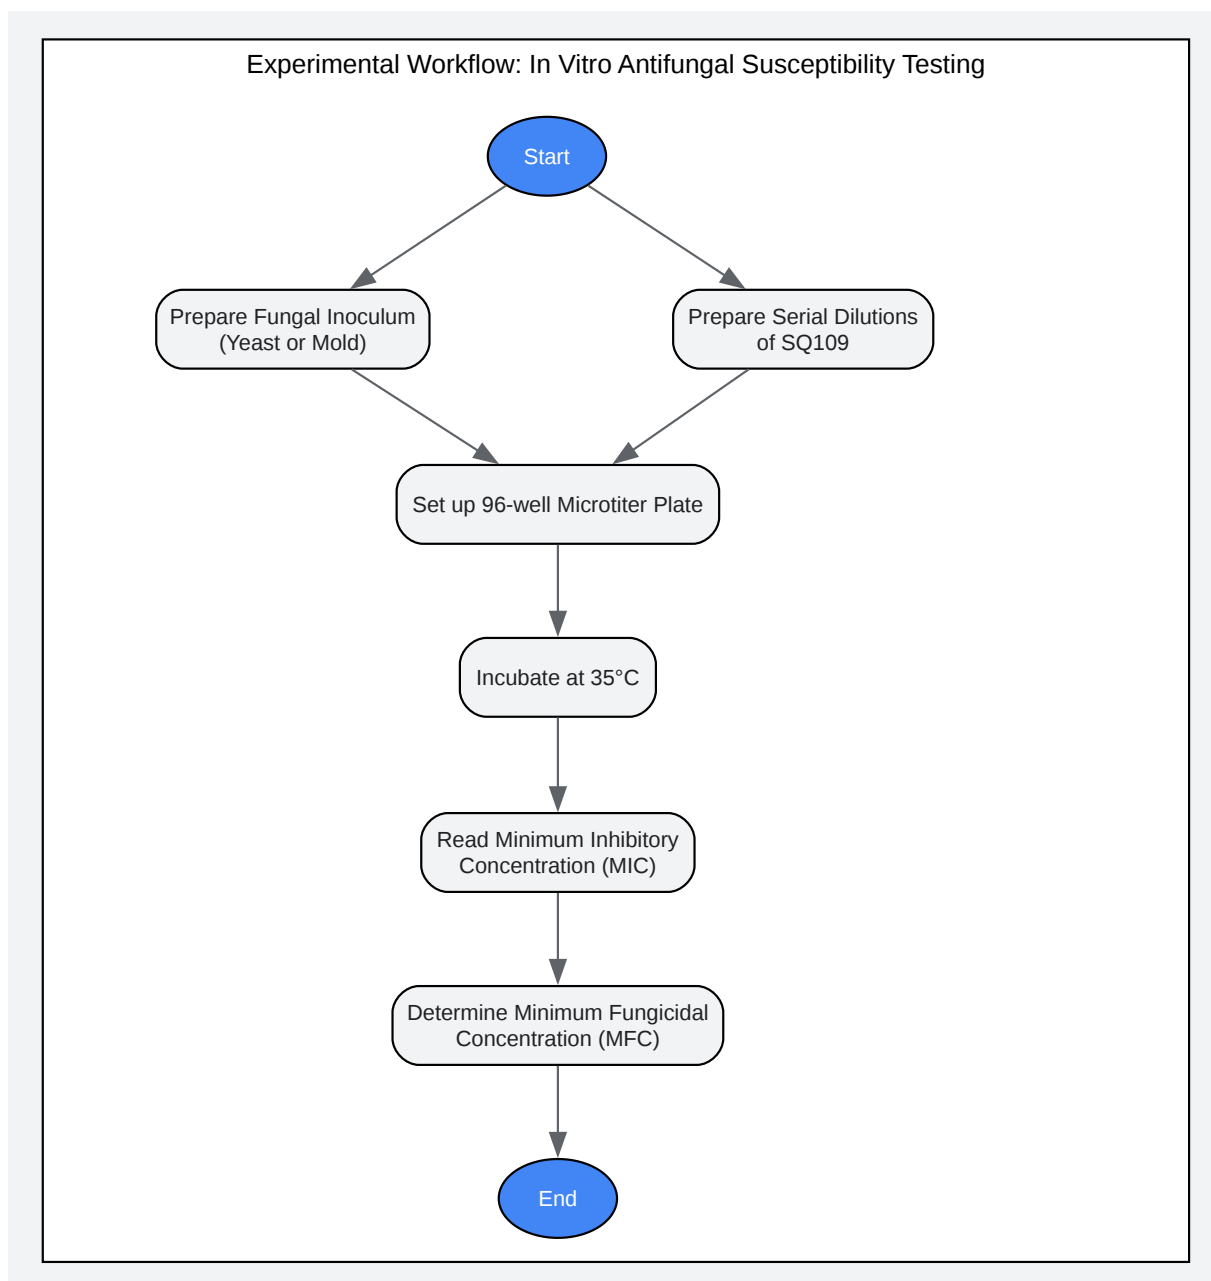 Experimental Workflow: In Vitro Antifungal Susceptibility Testing
Start
Prepare Fungal Inoculum
(Yeast or Mold)
Prepare Serial Dilutions
of SQ109
Set up 96-well Microtiter Plate
Incubate at 35°C
Read Minimum Inhibitory
Concentration (MIC)
Determine Minimum Fungicidal
Concentration (MFC)
End